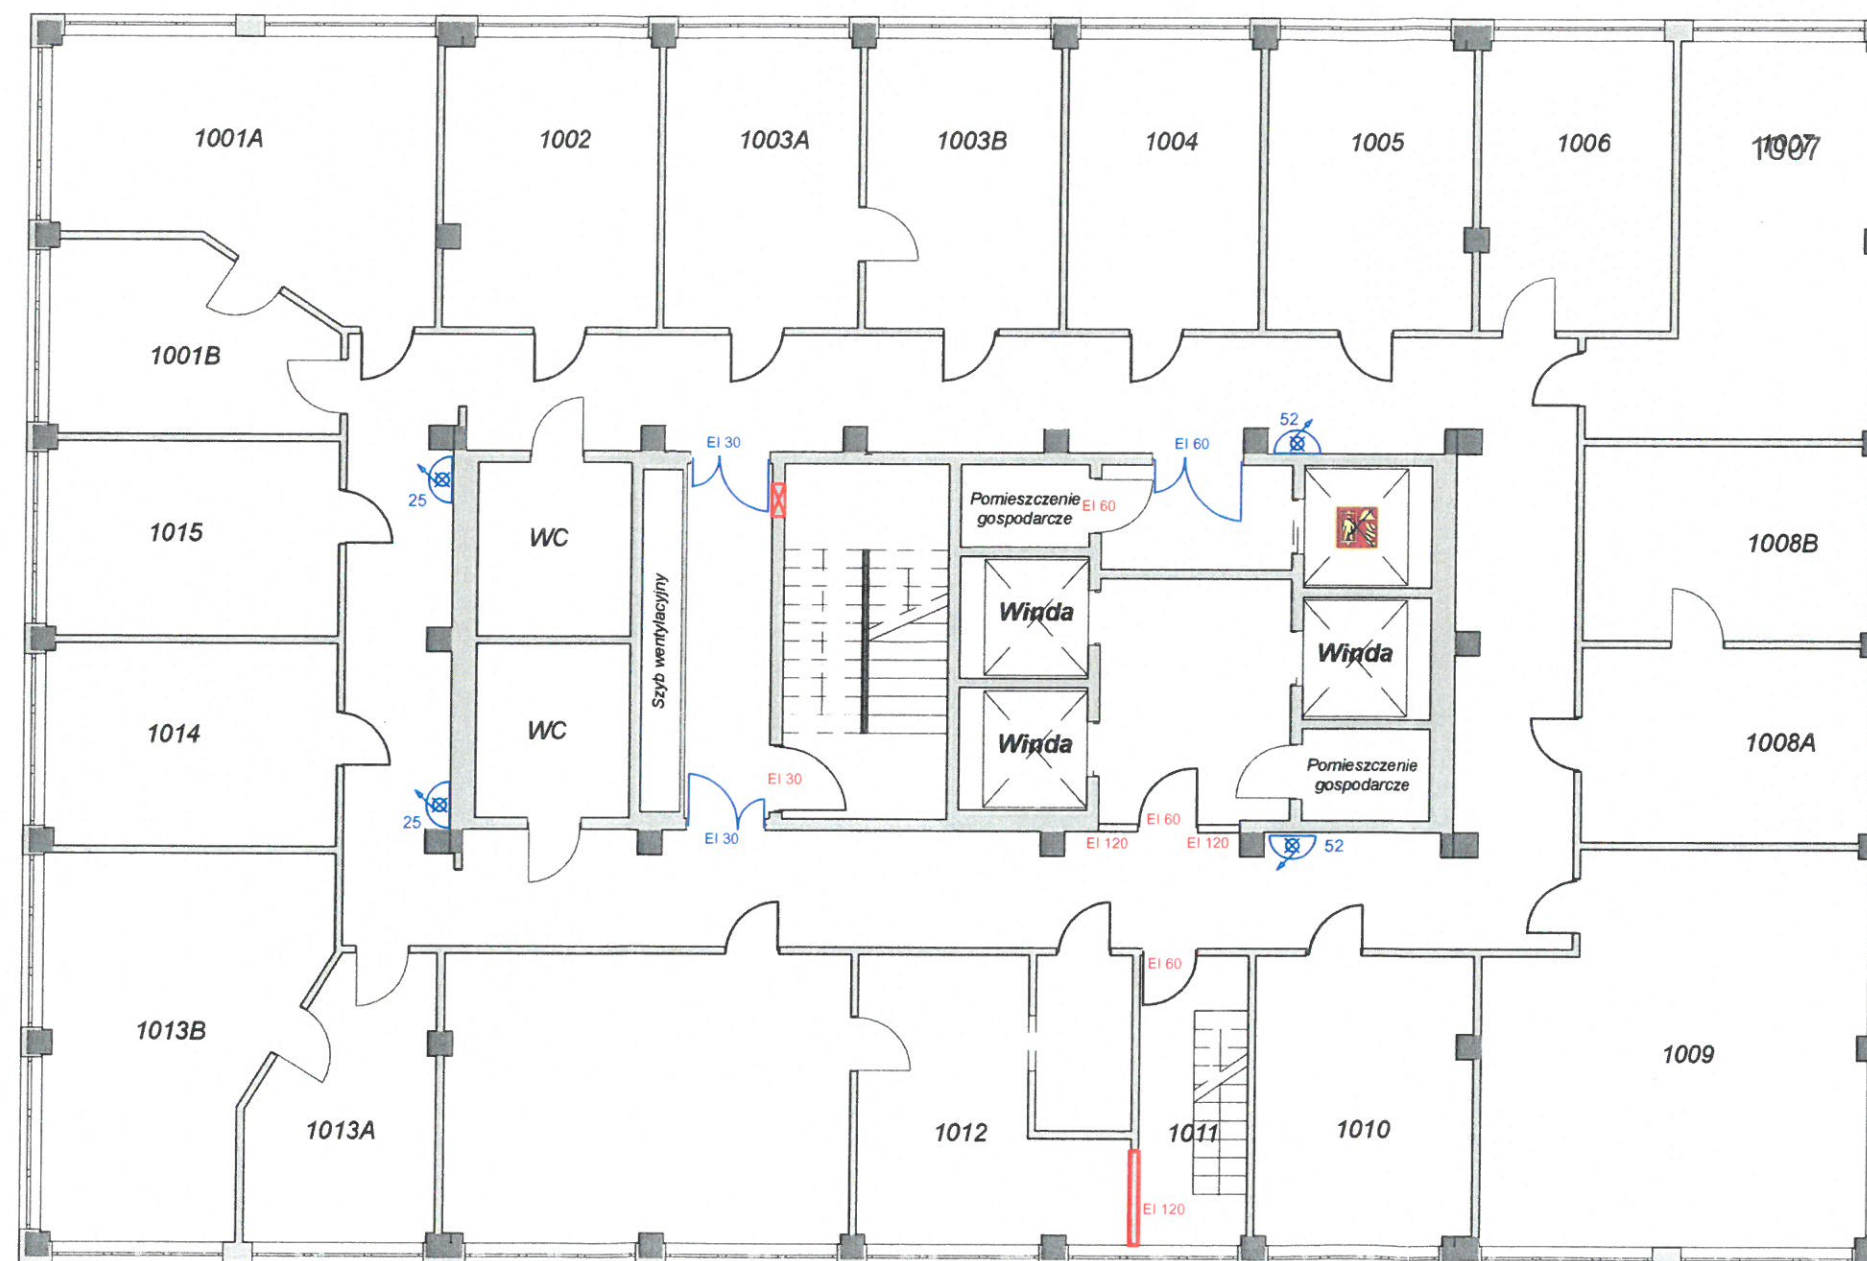 1001A
1002
1003A
1003B
1004
1005
1006
1007
1007
1001B
52
EI 30
EI 60
25
Pomieszczenie
gospodarcze
EI 60
1015
WC
1008B
Szyb wentylacyjny
Winda
Winda
1014
WC
Winda
1008A
Pomieszczenie
gospodarcze
EI 30
25
EI 30
EI 60
EI 120
EI 120
52
EI 60
1013B
1009
1013A
1012
1011
1010
EI 120